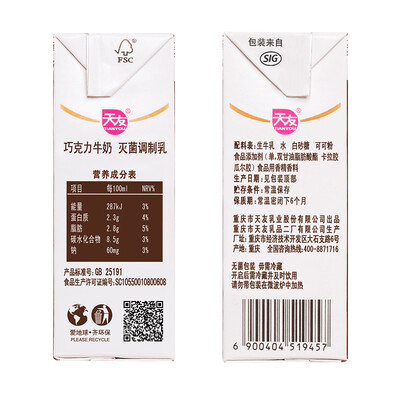 FSC
天友
TIANYOU
巧克力牛奶 灭菌调制乳
营养成分表
项目 每100ml NRV%
能量 287kJ 3%
蛋白质 2.3g 4%
脂肪 2.8g 5%
碳水化合物 8.5g 3%
钠 60mg 3%
产品标准号: GB 25191
食品生产许可证编号: SC10550010800608
爱地球·齐环保
PLEASE RECYCLE
包装来自
SIG
天友
TIANYOU
配料表: 生牛乳 水 白砂糖 可可粉
食品添加剂 (单,双甘油脂肪酸酯 卡拉胶
瓜尔胶) 食品用香精香料
生产日期: 见包装顶部
贮存条件: 常温保存
保质期: 常温密闭下6个月
重庆市天友乳业股份有限公司出品
重庆市天友乳品二厂有限公司生产
重庆市经济技术开发区大石支路6号
重庆 全国咨询热线:400-8871716
无菌包装 毋需冷藏
开启后需冷藏并及时饮用
请勿带包装在微波炉中加热
6 900404 519457